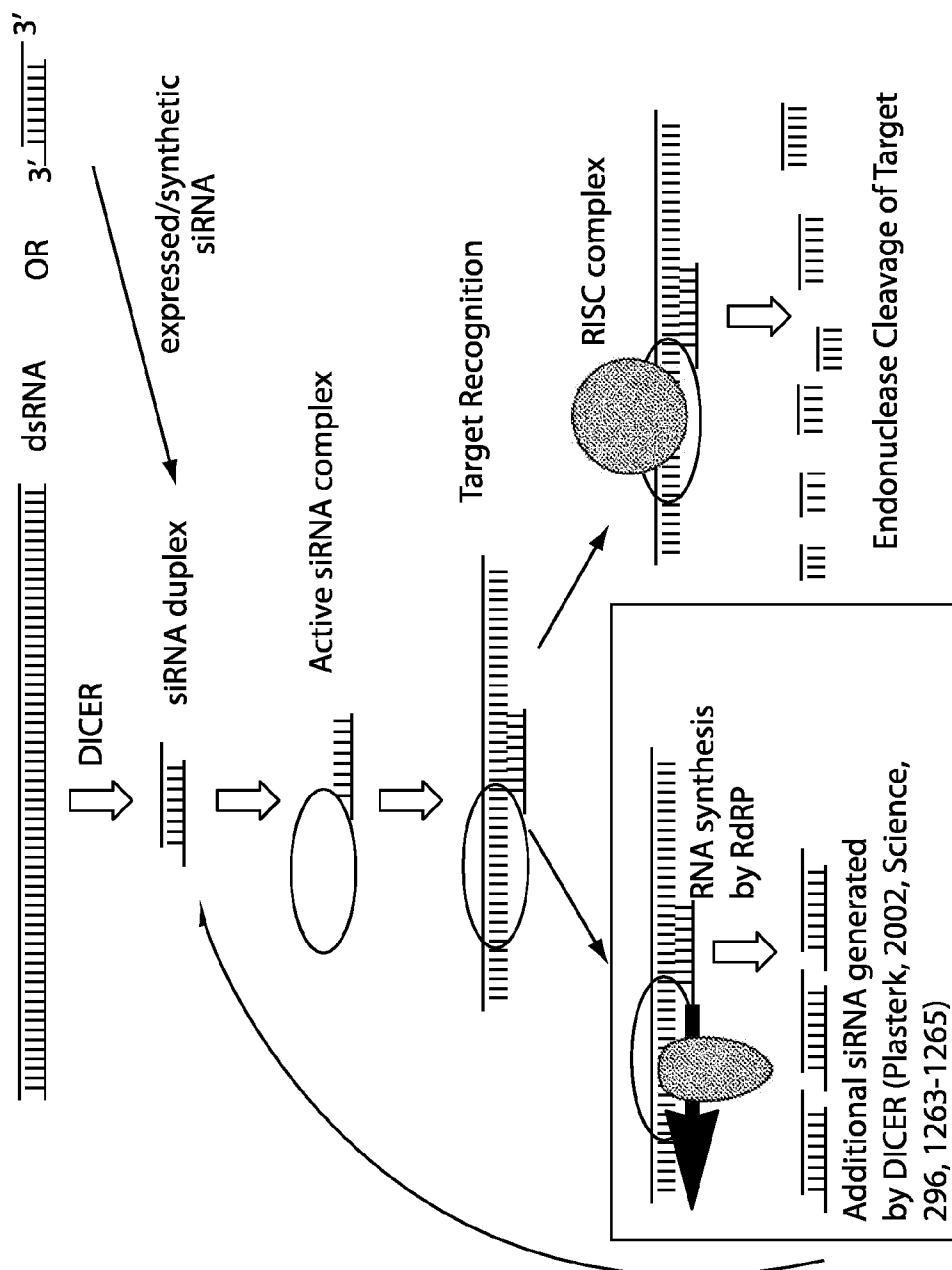 dsRNA OR 3' 3'
DICER
expressed/synthetic
siRNA
siRNA duplex
Active siRNA complex
Target Recognition
RISC complex
RNA synthesis
by RdRP
Additional siRNA generated
by DICER (Plasterk, 2002, Science,
296, 1263-1265)
Endonuclease Cleavage of Target